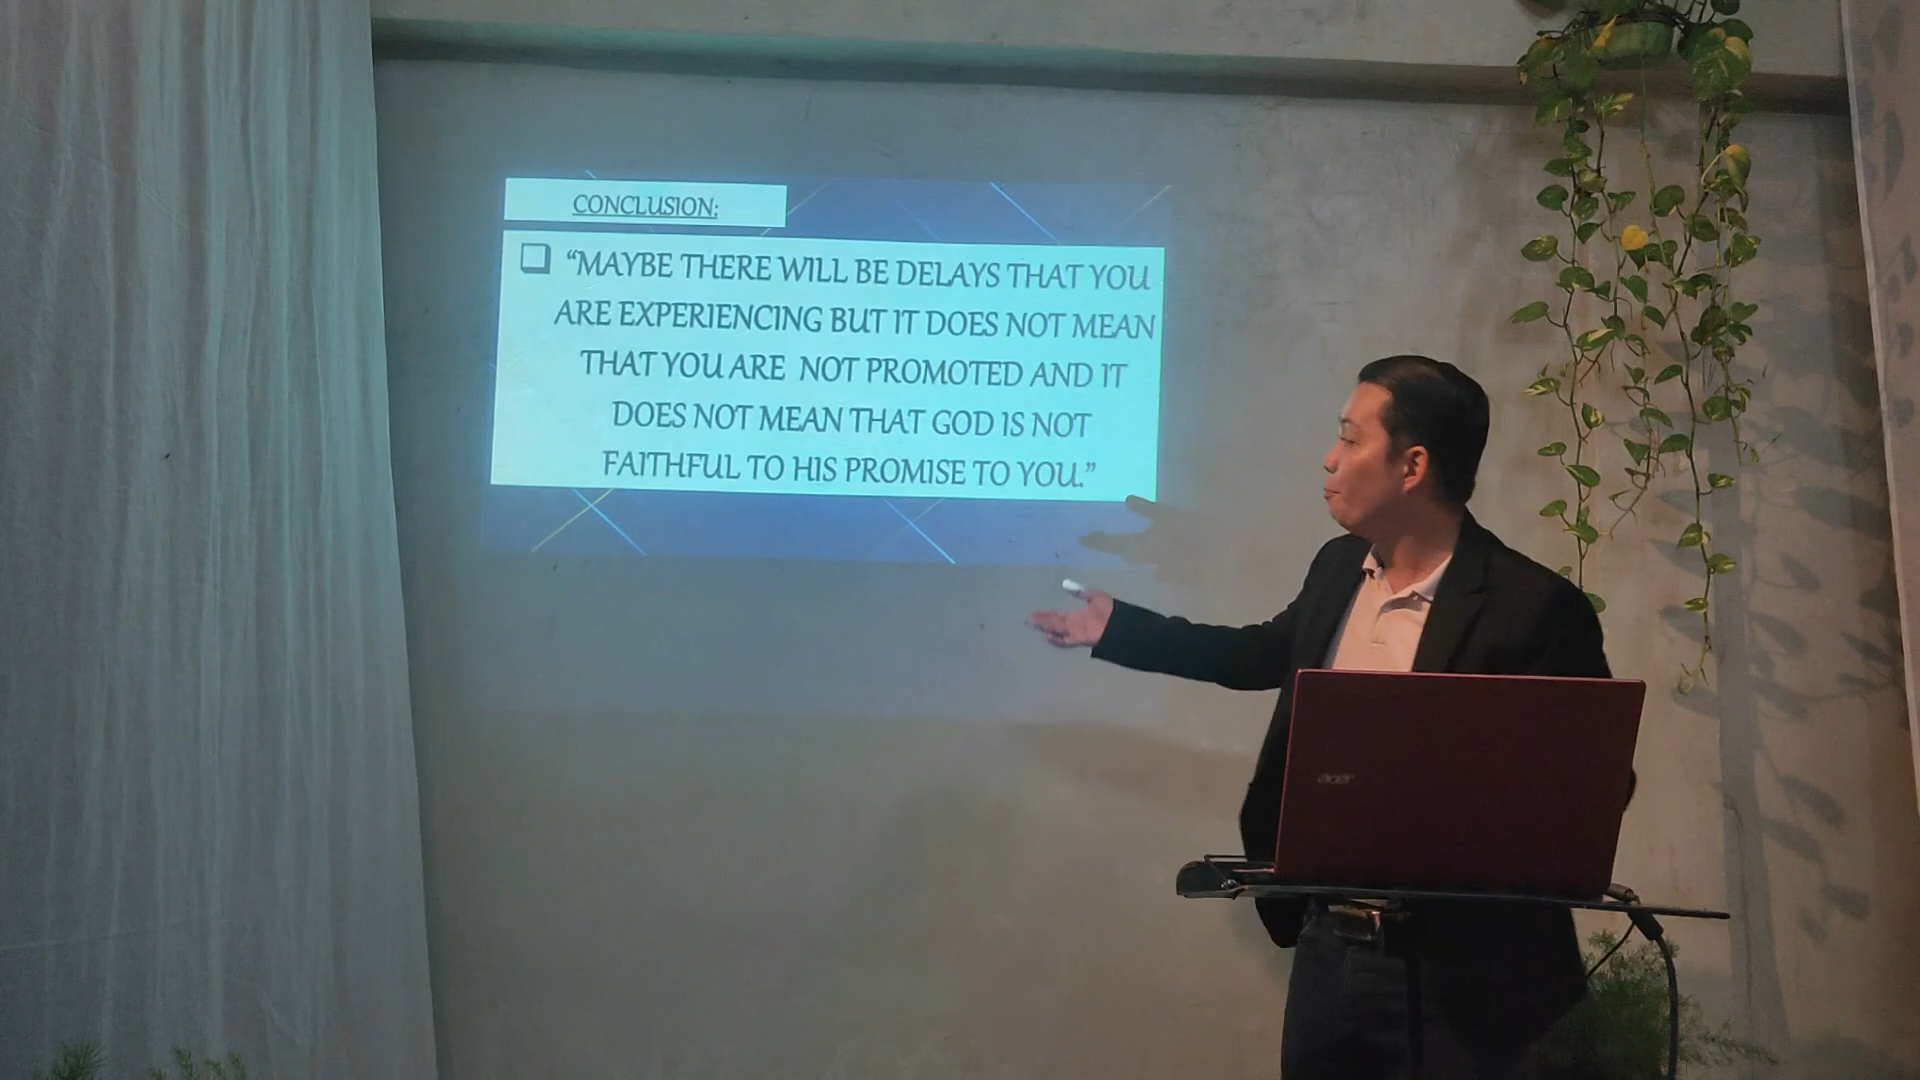 CONCLUSION:
“MAYBE THERE WILL BE DELAYS THAT YOU
ARE EXPERIENCING BUT IT DOES NOT MEAN
THAT YOU ARE NOT PROMOTED AND IT
DOES NOT MEAN THAT GOD IS NOT
FAITHFUL TO HIS PROMISE TO YOU.”
acer